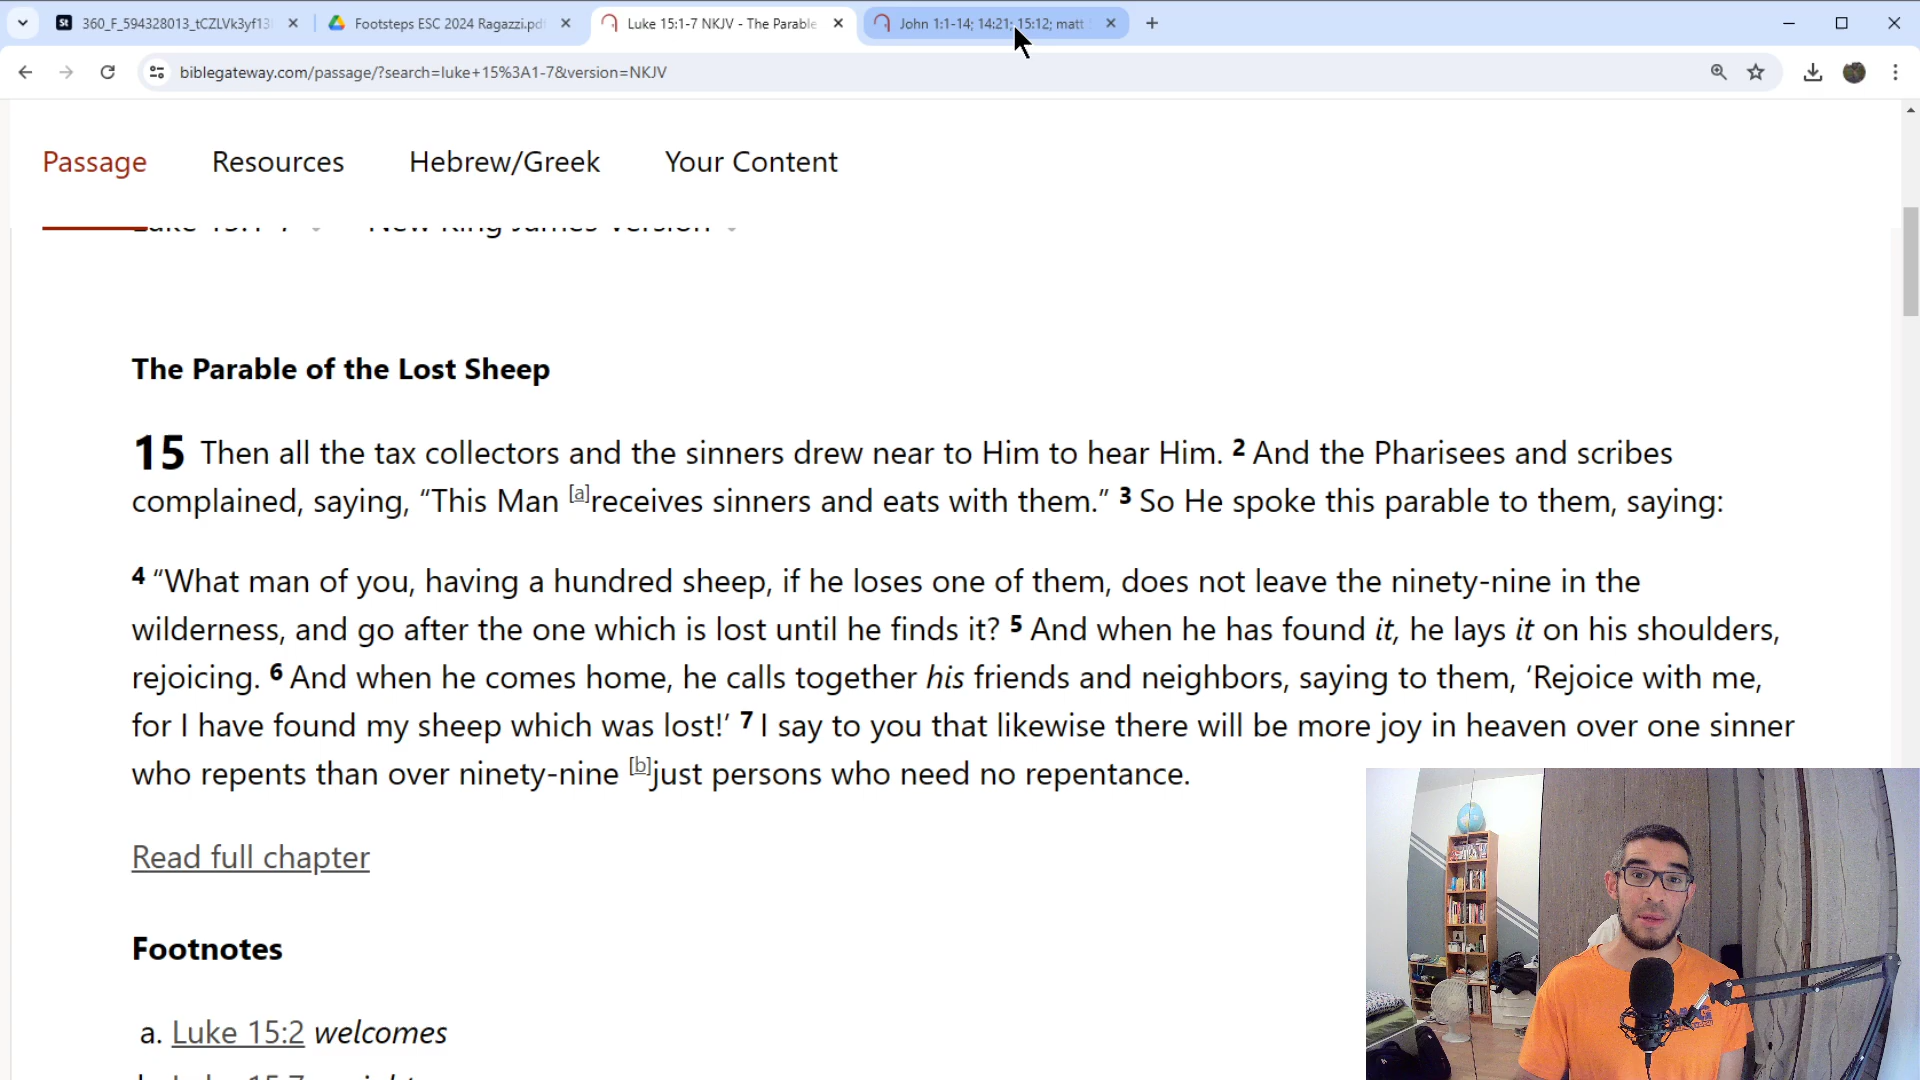 360_F_594328013_tCZLVk3yf13
Footsteps ESC 2024 Ragazzi.pd
Luke 15:1-7 NKJV - The Parable
John 1:1-14; 14:21; 15:12; matt
biblegateway.com/passage/?search=luke+15%3A1-7&version=NKJV
Passage
Resources
Hebrew/Greek
Your Content
Luke 15:1-7
New King James Version
The Parable of the Lost Sheep
15 Then all the tax collectors and the sinners drew near to Him to hear Him. 2 And the Pharisees and scribes
complained, saying, “This Man [a]receives sinners and eats with them.” 3 So He spoke this parable to them, saying:
4 “What man of you, having a hundred sheep, if he loses one of them, does not leave the ninety-nine in the
wilderness, and go after the one which is lost until he finds it? 5 And when he has found it, he lays it on his shoulders,
rejoicing. 6 And when he comes home, he calls together his friends and neighbors, saying to them, ‘Rejoice with me,
for I have found my sheep which was lost!’ 7 I say to you that likewise there will be more joy in heaven over one sinner
who repents than over ninety-nine [b]just persons who need no repentance.
Read full chapter
Footnotes
a. Luke 15:2 welcomes